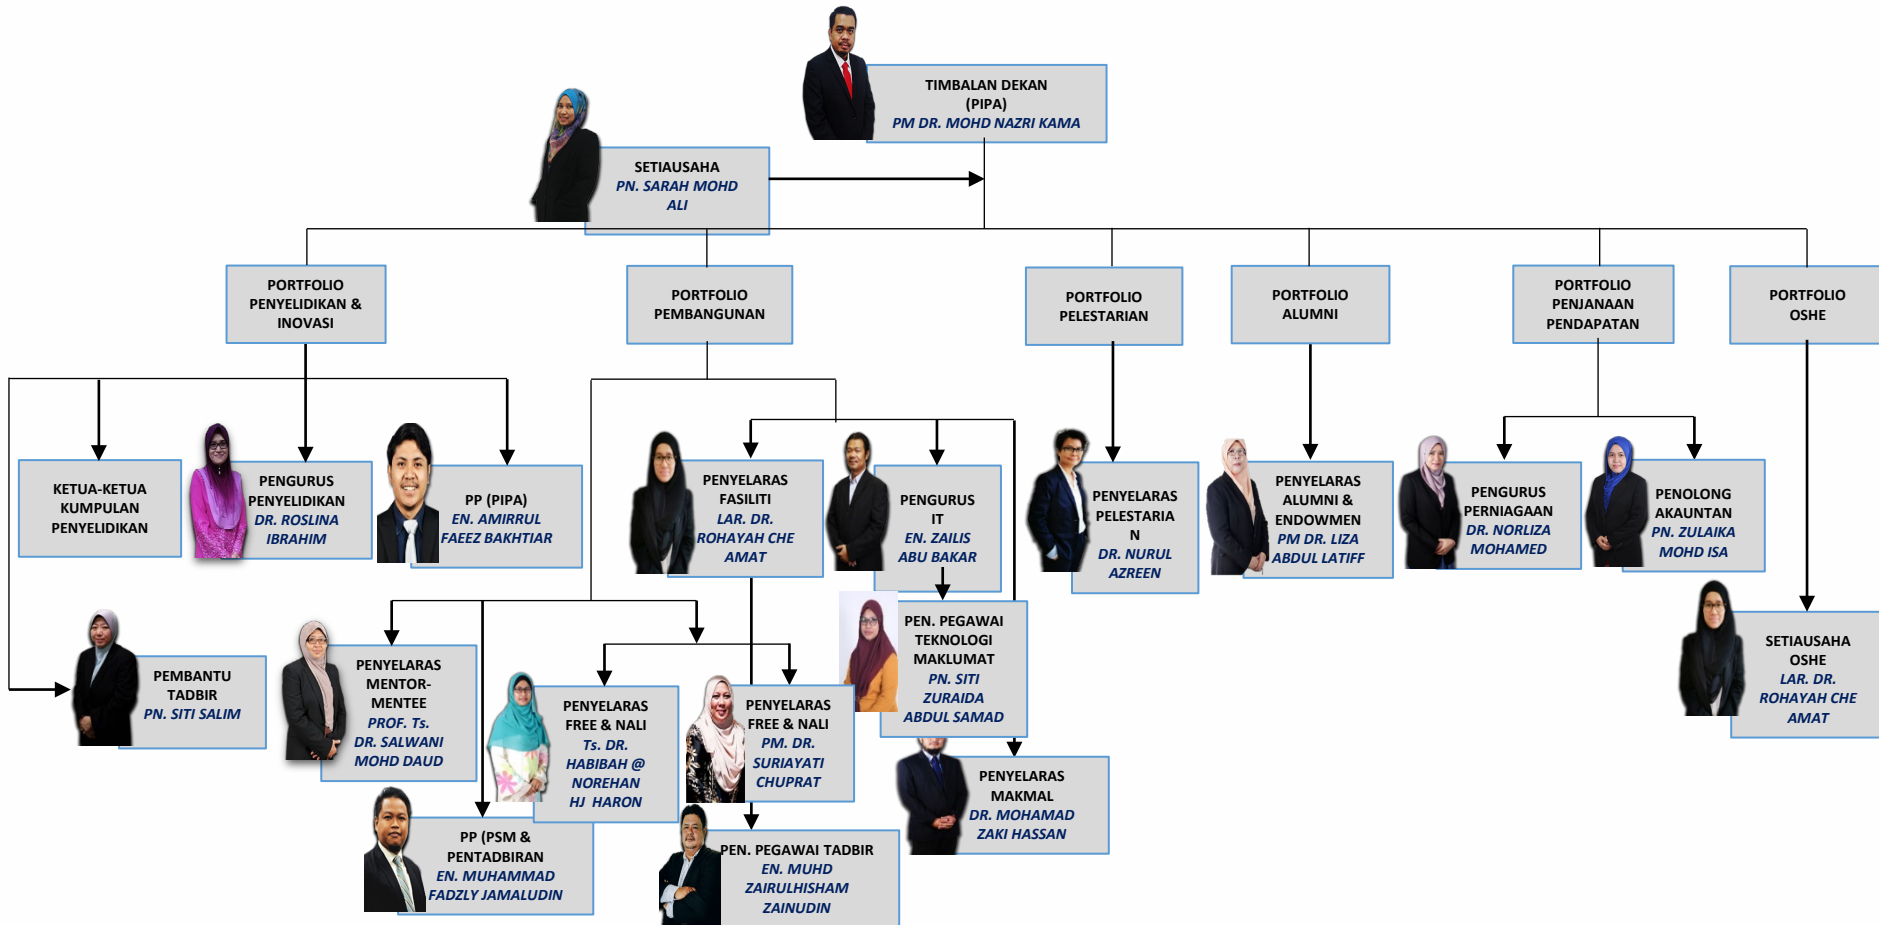 TIMBALAN DEKAN
(PIPA)
PM DR. MOHD NAZRI KAMA
SETIAUSAHA
PN. SARAH MOHD
ALI
PORTFOLIO
PENYELIDIKAN &
INOVASI
PORTFOLIO
PEMBANGUNAN
PORTFOLIO
PELESTARIAN
PORTFOLIO
ALUMNI
PORTFOLIO
PENJANAAN
PENDAPATAN
PORTFOLIO
OSHE
KETUA-KETUA
KUMPULAN
PENYELIDIKAN
PENGURUS
PENYELIDIKAN
DR. ROSLINA
IBRAHIM
PP (PIPA)
EN. AMIRRUL
FAEEZ BAKHTIAR
PENYELARAS
FASILITI
LAR. DR.
ROHAYAH CHE
AMAT
PENGURUS
IT
EN. ZAILIS
ABU BAKAR
PENYELARAS
PELESTARIA
N
DR. NURUL
AZREEN
PENYELARAS
ALUMNI &
ENDOWMEN
PM DR. LIZA
ABDUL LATIFF
PENGURUS
PERNIAGAAN
DR. NORLIZA
MOHAMED
PENOLONG
AKAUNTAN
PN. ZULAIKA
MOHD ISA
PEMBANTU
TADBIR
PN. SITI SALIM
PENYELARAS
MENTOR-
MENTEE
PROF. Ts.
DR. SALWANI
MOHD DAUD
PENYELARAS
FREE & NALI
Ts. DR.
HABIBAH @
NOREHAN
HJ HARON
PENYELARAS
FREE & NALI
PM. DR.
SURIAYATI
CHUPRAT
PEN. PEGAWAI
TEKNOLOGI
MAKLUMAT
PN. SITI
ZURAIDA
ABDUL SAMAD
SETIAUSAHA
OSHE
LAR. DR.
ROHAYAH CHE
AMAT
PENYELARAS
MAKMAL
DR. MOHAMAD
ZAKI HASSAN
PP (PSM &
PENTADBIRAN
EN. MUHAMMAD
FADZLY JAMALUDIN
PEN. PEGAWAI TADBIR
EN. MUHD
ZAIRULHISHAM
ZAINUDIN